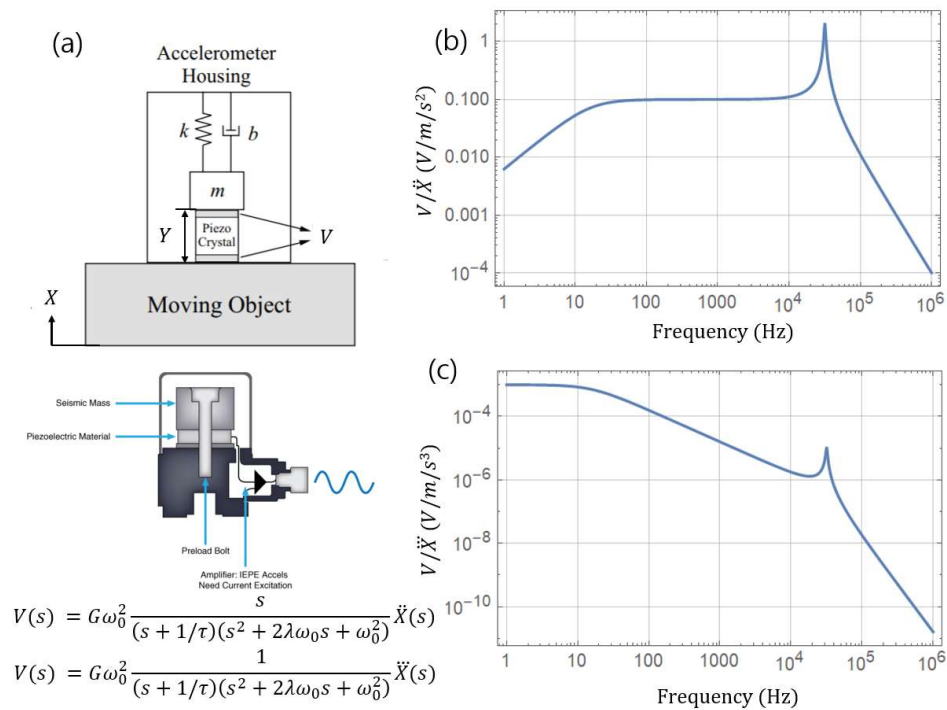 (a)
Accelerometer
Housing
k
b
m
Y
Piezo
Crystal
V
X
Moving Object
Seismic Mass
Piezoelectric Material
Preload Bolt
Amplifier: IEPE Accels
Need Current Excitation
V(s) = Gω₀² s / ((s + 1/τ)(s² + 2λω₀s + ω₀²)) Ẍ(s)
V(s) = Gω₀² 1 / ((s + 1/τ)(s² + 2λω₀s + ω₀²)) X⃛(s)
(b)
V/Ẍ (V/m/s²)
1
0.100
0.010
0.001
10⁻⁴
1 10 100 1000 10⁴ 10⁵ 10⁶
Frequency (Hz)
(c)
V/X⃛ (V/m/s³)
10⁻⁴
10⁻⁶
10⁻⁸
10⁻¹⁰
1 10 100 1000 10⁴ 10⁵ 10⁶
Frequency (Hz)